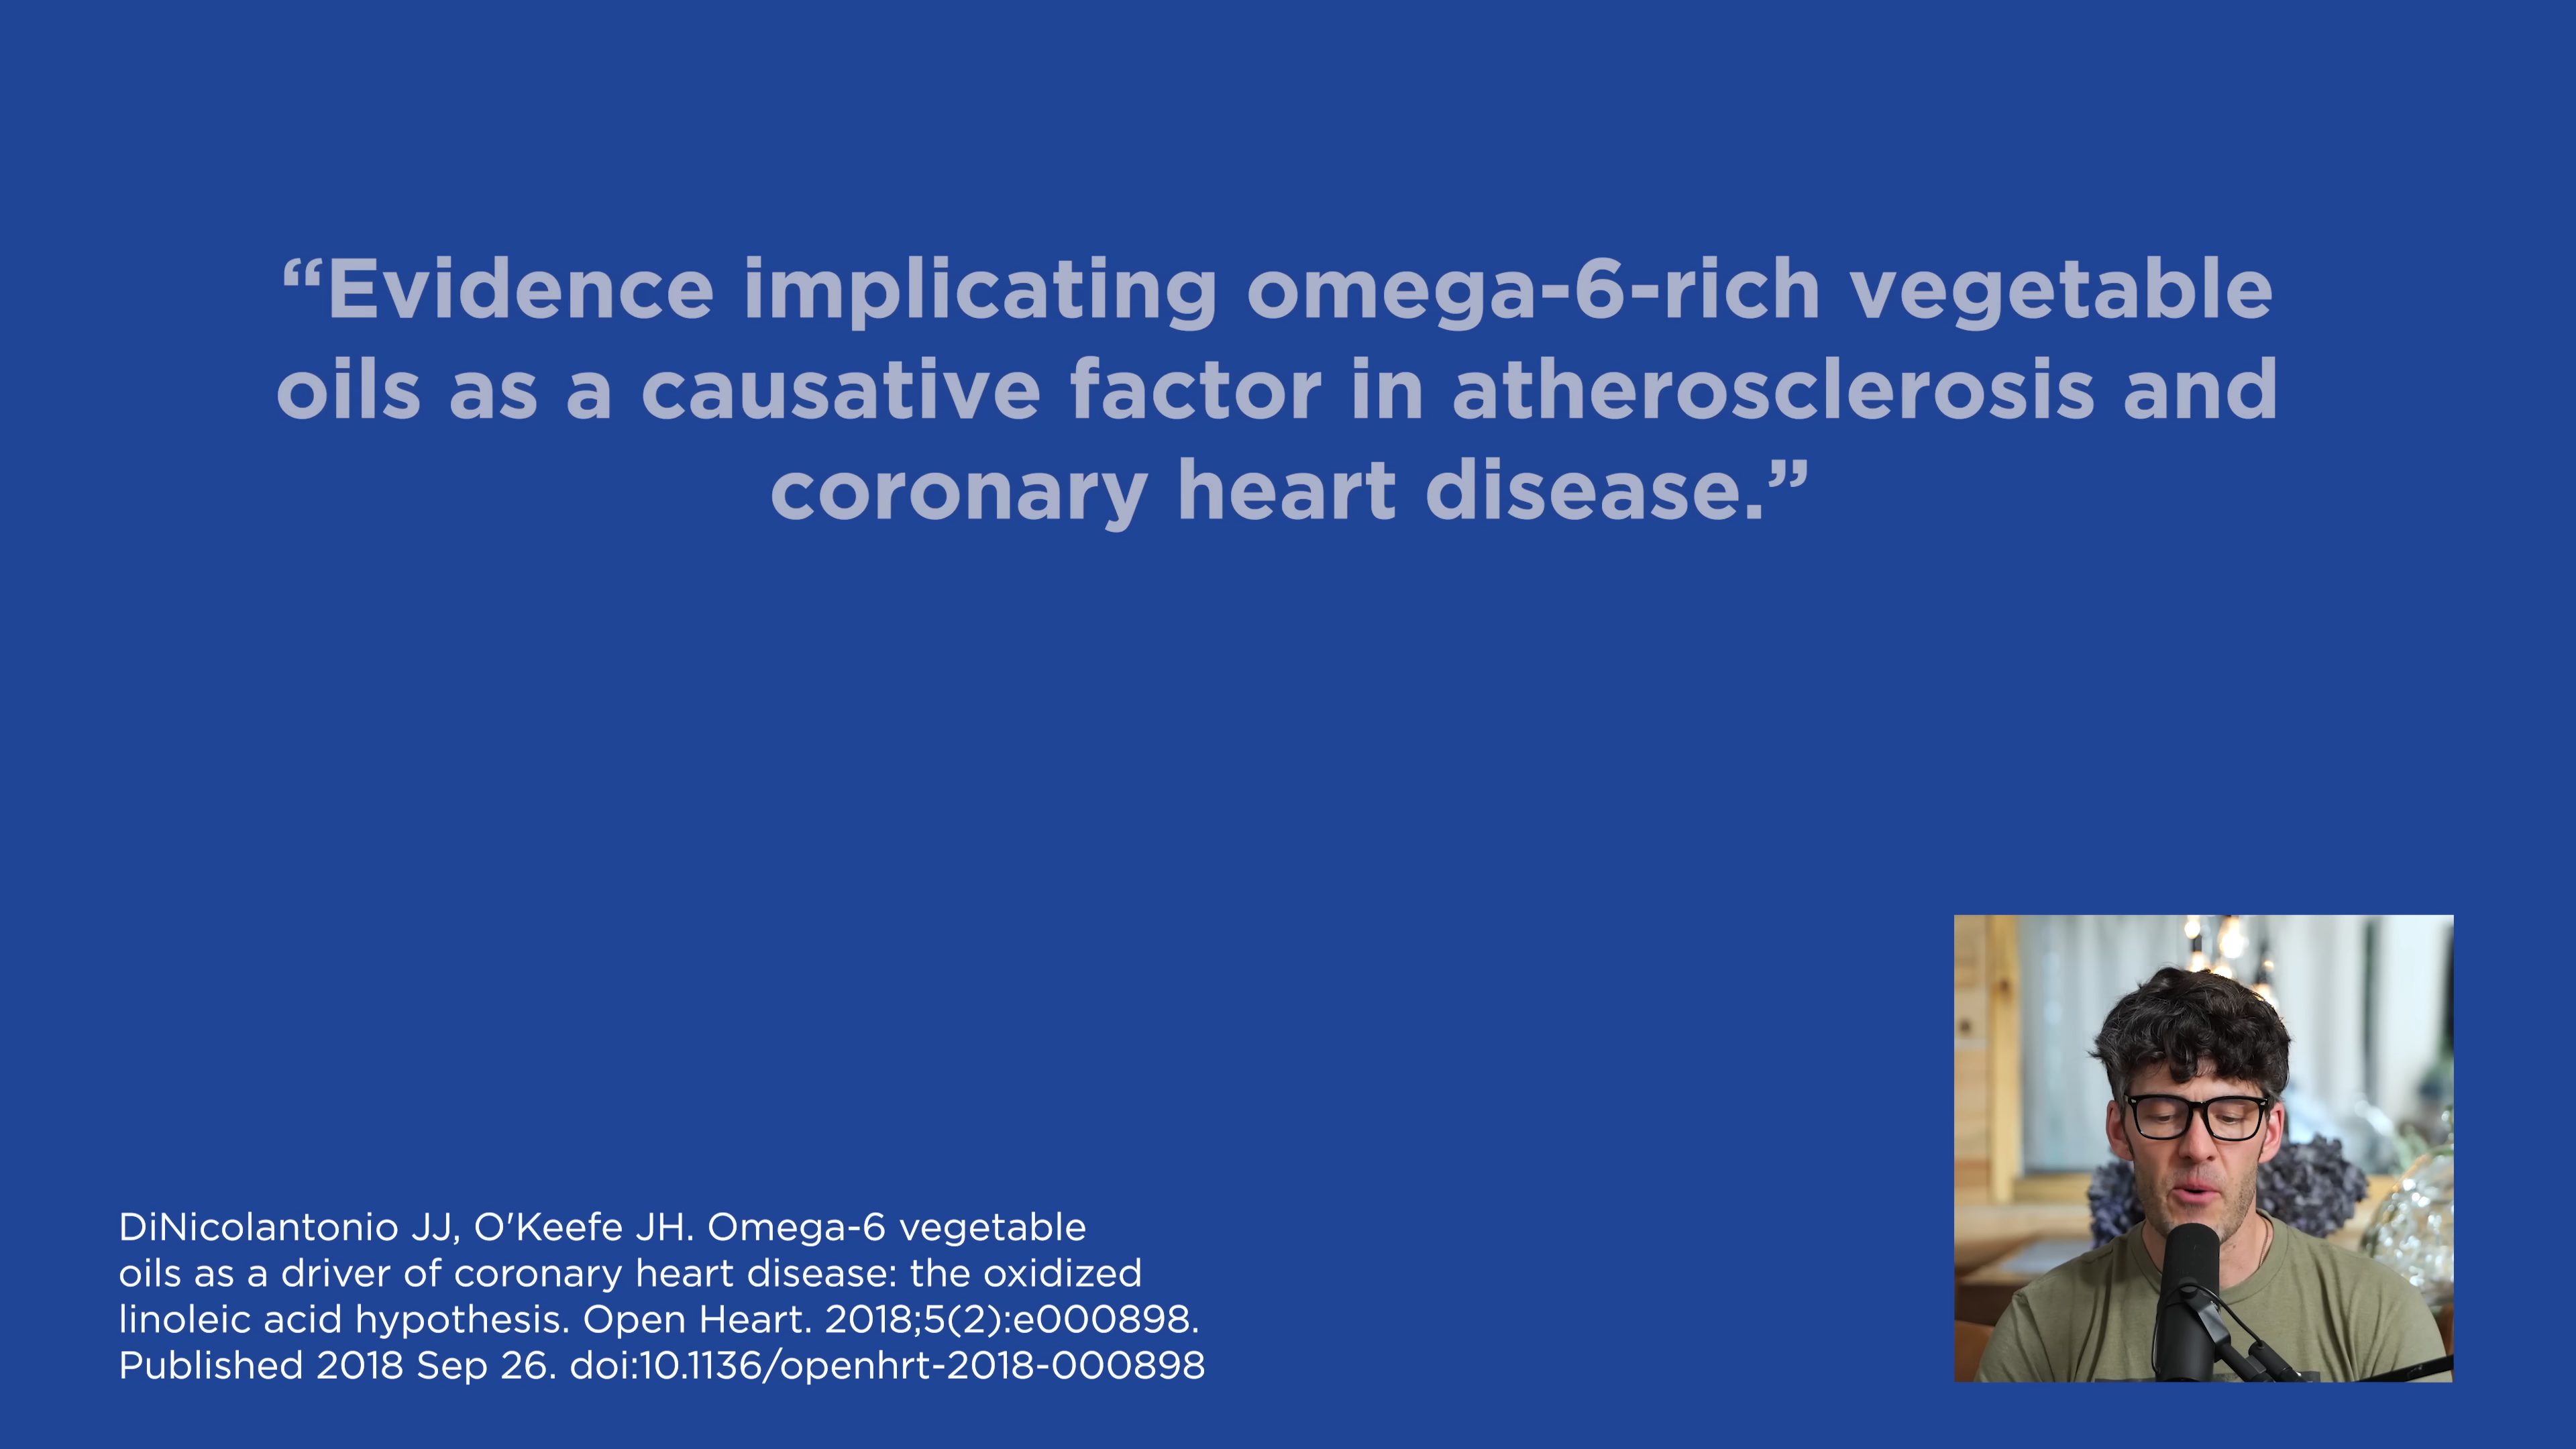 “Evidence implicating omega-6-rich vegetable
oils as a causative factor in atherosclerosis and
coronary heart disease.”
DiNicolantonio JJ, O'Keefe JH. Omega-6 vegetable
oils as a driver of coronary heart disease: the oxidized
linoleic acid hypothesis. Open Heart. 2018;5(2):e000898.
Published 2018 Sep 26. doi:10.1136/openhrt-2018-000898